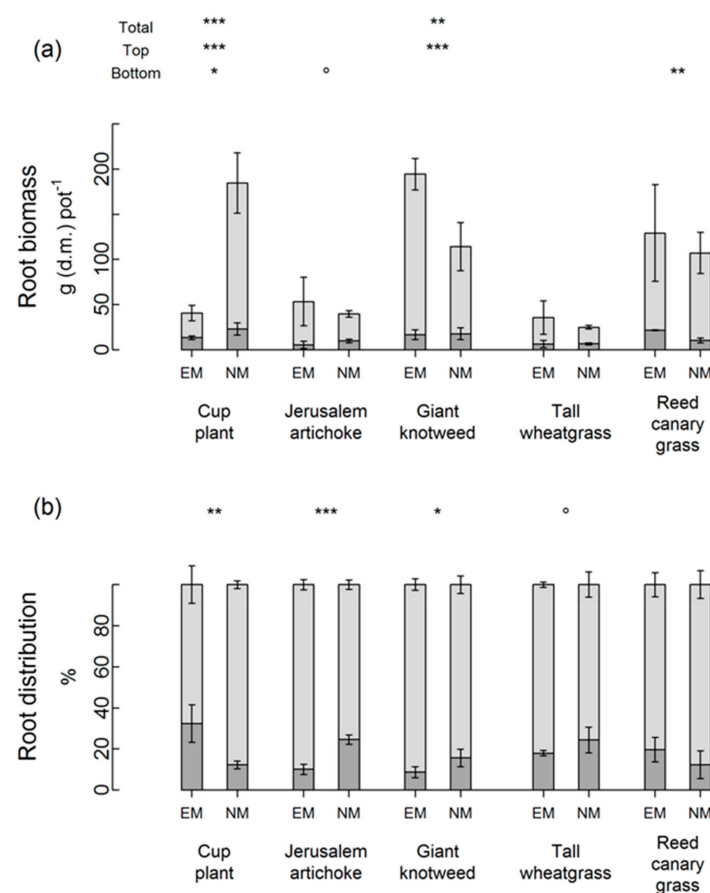 (a)
Total *** **
Top *** ***
Bottom * ° **
Root biomass
g (d.m.) pot⁻¹
200
100
50
0
EM NM EM NM EM NM EM NM EM NM
Cup Jerusalem Giant Tall Reed
plant artichoke knotweed wheatgrass canary
grass
(b)
** *** * °
Root distribution
%
80
60
40
20
0
EM NM EM NM EM NM EM NM EM NM
Cup Jerusalem Giant Tall Reed
plant artichoke knotweed wheatgrass canary
grass